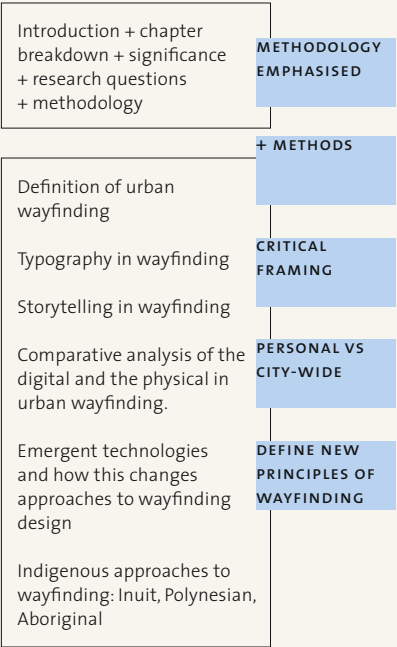 Introduction + chapter
breakdown + significance
+ research questions
+ methodology
METHODOLOGY
EMPHASISED
+ METHODS
Definition of urban
wayfinding
Typography in wayfinding
CRITICAL
FRAMING
Storytelling in wayfinding
Comparative analysis of the
digital and the physical in
urban wayfinding.
PERSONAL VS
CITY-WIDE
Emergent technologies
and how this changes
approaches to wayfinding
design
DEFINE NEW
PRINCIPLES OF
WAYFINDING
Indigenous approaches to
wayfinding: Inuit, Polynesian,
Aboriginal